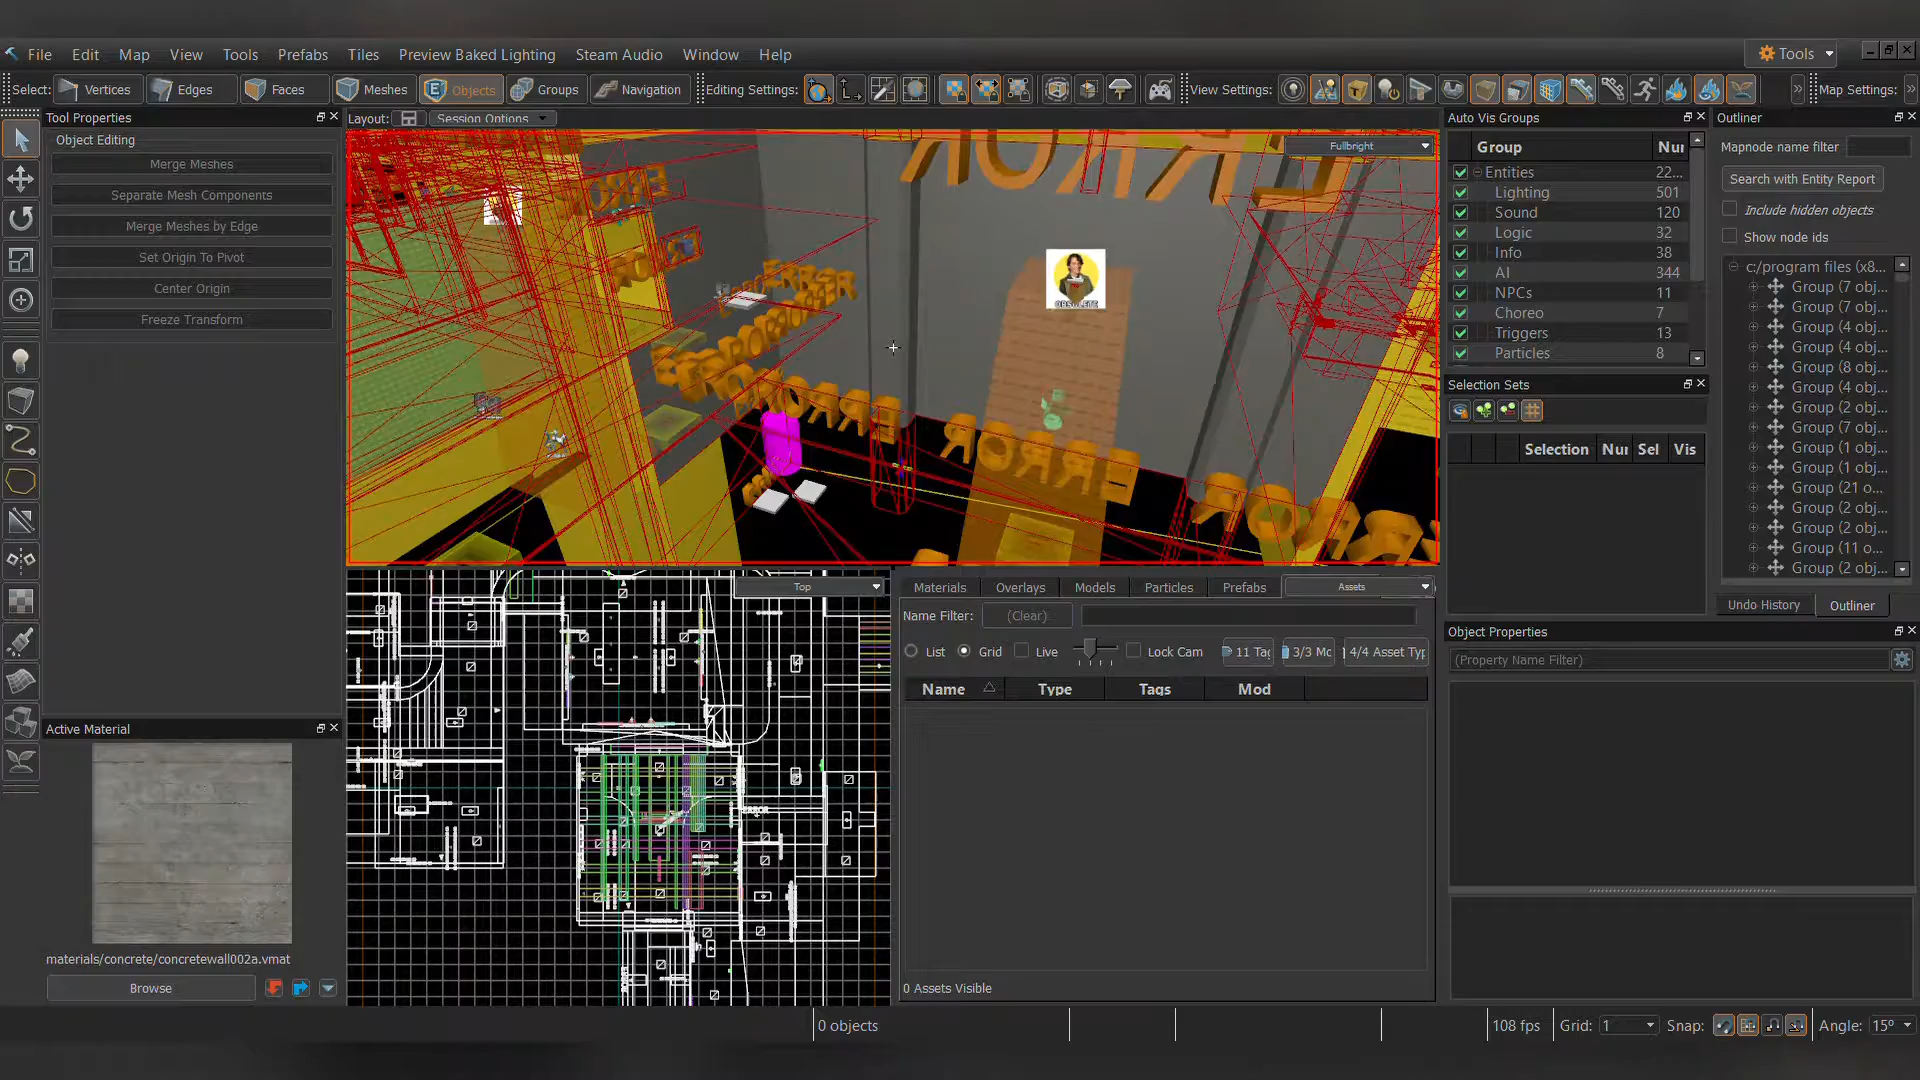 File Edit Map View Tools Prefabs Tiles Preview Baked Lighting Steam Audio Window Help Tools
Select: Vertices Edges Faces Meshes Objects Groups Navigation Editing Settings: View Settings: Map Settings:
Tool Properties
Object Editing
Merge Meshes
Separate Mesh Components
Merge Meshes by Edge
Set Origin To Pivot
Center Origin
Freeze Transform
Active Material
materials/concrete/concretewall002a.vmat
Browse
Layout: Session Options
Fullbright
ERROR
ERROR
ERROR
ERROR
OBSOLETE
Top
Materials Overlays Models Particles Prefabs Assets
Name Filter: (Clear)
List Grid Live Lock Cam 11 Tag 3/3 Mc 4/4 Asset Typ
Name Type Tags Mod
0 Assets Visible
Auto Vis Groups
Group Nur
Entities 22...
Lighting 501
Sound 120
Logic 32
Info 38
AI 344
NPCs 11
Choreo 7
Triggers 13
Particles 8
Selection Sets
Selection Nur Sel Vis
Outliner
Mapnode name filter
Search with Entity Report
Include hidden objects
Show node ids
c:/program files (x8...
Group (7 obj...
Group (7 obj...
Group (4 obj...
Group (4 obj...
Group (8 obj...
Group (4 obj...
Group (2 obj...
Group (7 obj...
Group (1 obj...
Group (1 obj...
Group (21 o...
Group (2 obj...
Group (2 obj...
Group (11 o...
Group (2 obj...
Undo History Outliner
Object Properties
(Property Name Filter)
0 objects 108 fps Grid: 1 Snap: Angle: 15º